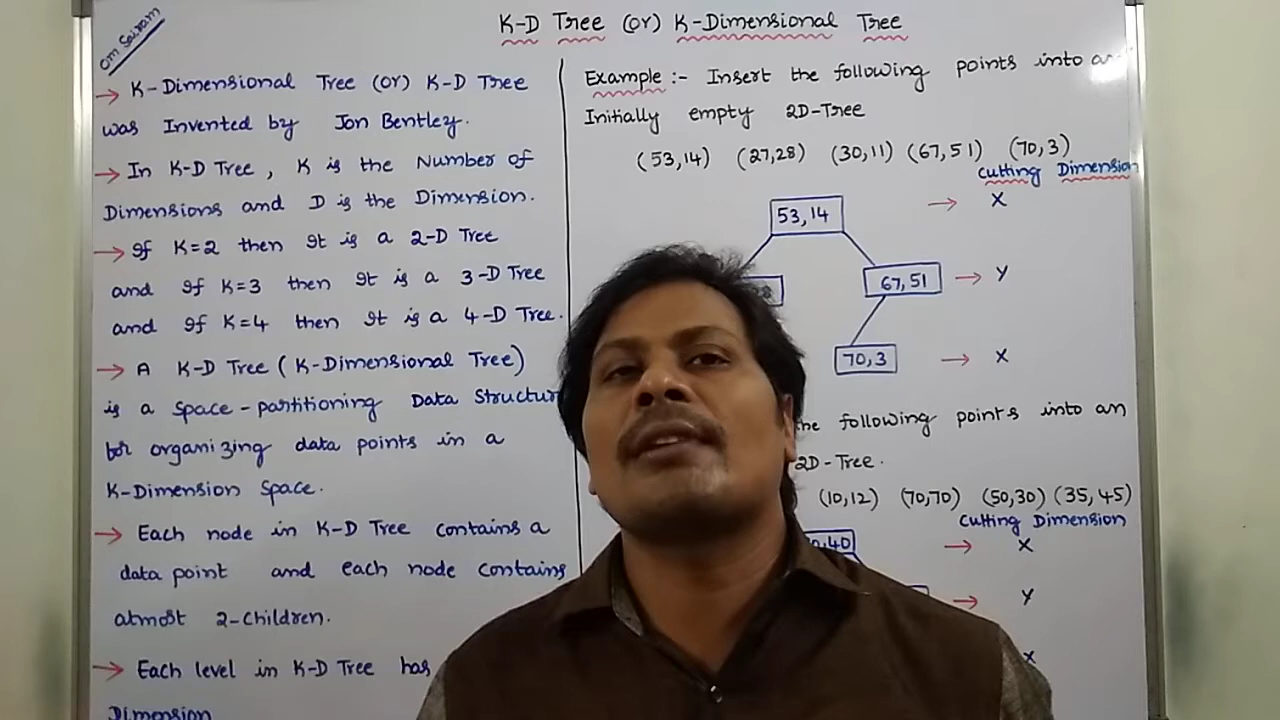 Om Sairam
K-D Tree (or) K-Dimensional Tree
→ K-Dimensional Tree (or) K-D Tree
was Invented by Jon Bentley.
→ In K-D Tree, K is the Number of
Dimensions and D is the Dimension.
→ If K=2 then It is a 2-D Tree
and If K=3 then It is a 3-D Tree
and If K=4 then It is a 4-D Tree.
→ A K-D Tree (K-Dimensional Tree)
is a Space-partitioning Data Structur
for organizing data points in a
K-Dimension Space.
→ Each node in K-D Tree contains a
data point and each node contains
atmost 2-children.
→ Each level in K-D Tree has
Dimension
Example :- Insert the following points into an
Initially empty 2D-Tree
(53,14) (27,28) (30,11) (67,51) (70,3)
Cutting Dimension
53,14 → X
28 67,51 → Y
70,3 → X
the following points into an
2D-Tree.
(10,12) (70,70) (50,30) (35,45)
Cutting Dimension
,40 → X
→ Y
X